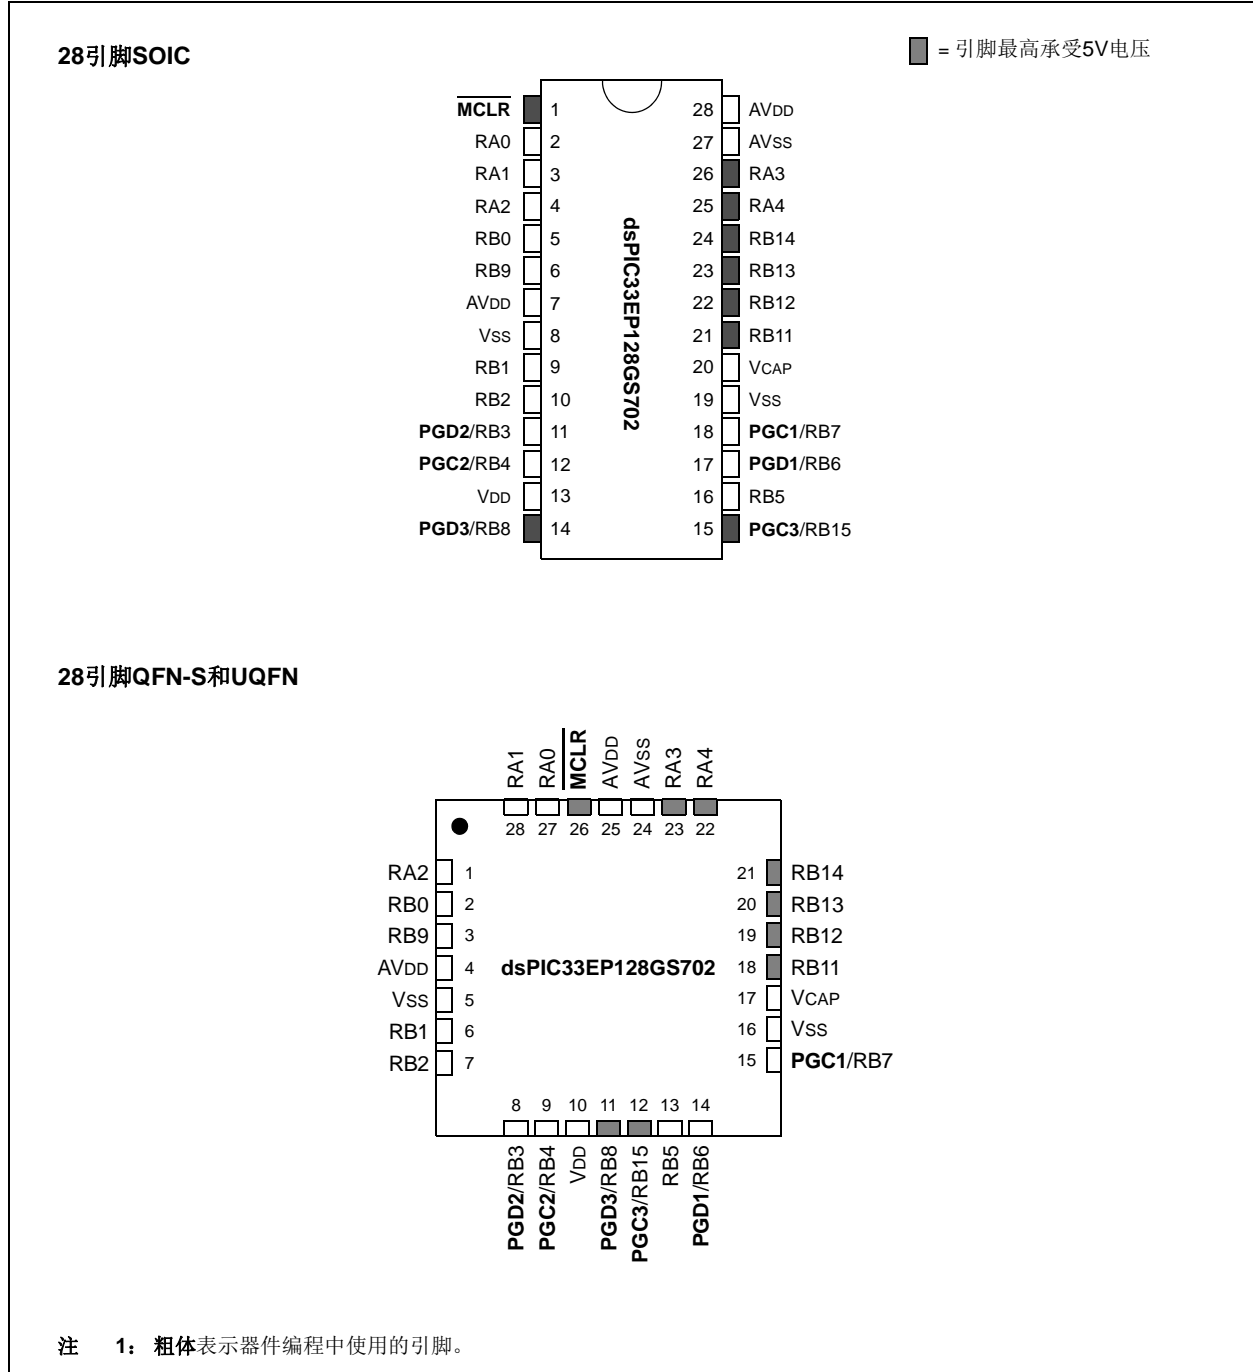 28引脚SOIC
= 引脚最高承受5V电压
MCLR 1 28 AVDD
RA0 2 27 AVSS
RA1 3 26 RA3
RA2 4 25 RA4
RB0 5 24 RB14
RB9 6 23 RB13
AVDD 7 22 RB12
VSS 8 21 RB11
RB1 9 20 VCAP
RB2 10 19 VSS
PGD2/RB3 11 18 PGC1/RB7
PGC2/RB4 12 17 PGD1/RB6
VDD 13 16 RB5
PGD3/RB8 14 15 PGC3/RB15
dsPIC33EP128GS702
28引脚QFN-S和UQFN
RA1 RA0 MCLR AVDD AVSS RA3 RA4
28 27 26 25 24 23 22
RA2 1 21 RB14
RB0 2 20 RB13
RB9 3 19 RB12
AVDD 4 dsPIC33EP128GS702 18 RB11
VSS 5 17 VCAP
RB1 6 16 VSS
RB2 7 15 PGC1/RB7
8 9 10 11 12 13 14
PGD2/RB3 PGC2/RB4 VDD PGD3/RB8 PGC3/RB15 RB5 PGD1/RB6
注 1： 粗体表示器件编程中使用的引脚。